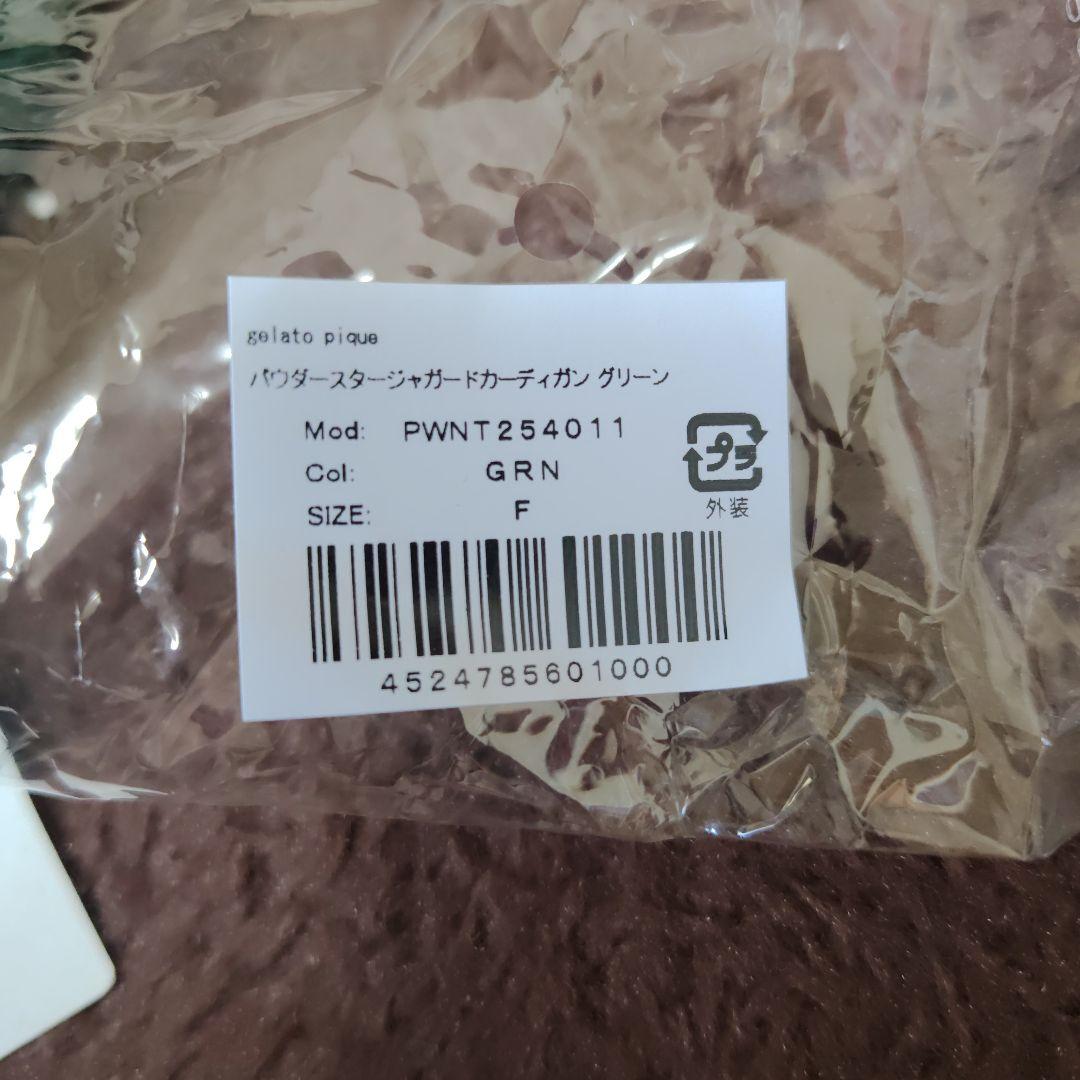 gelato pique
パウダースタージャガードカーディガン グリーン
Mod: PWNT254011
Col: GRN
SIZE: F
プラ
外装
4524785601000